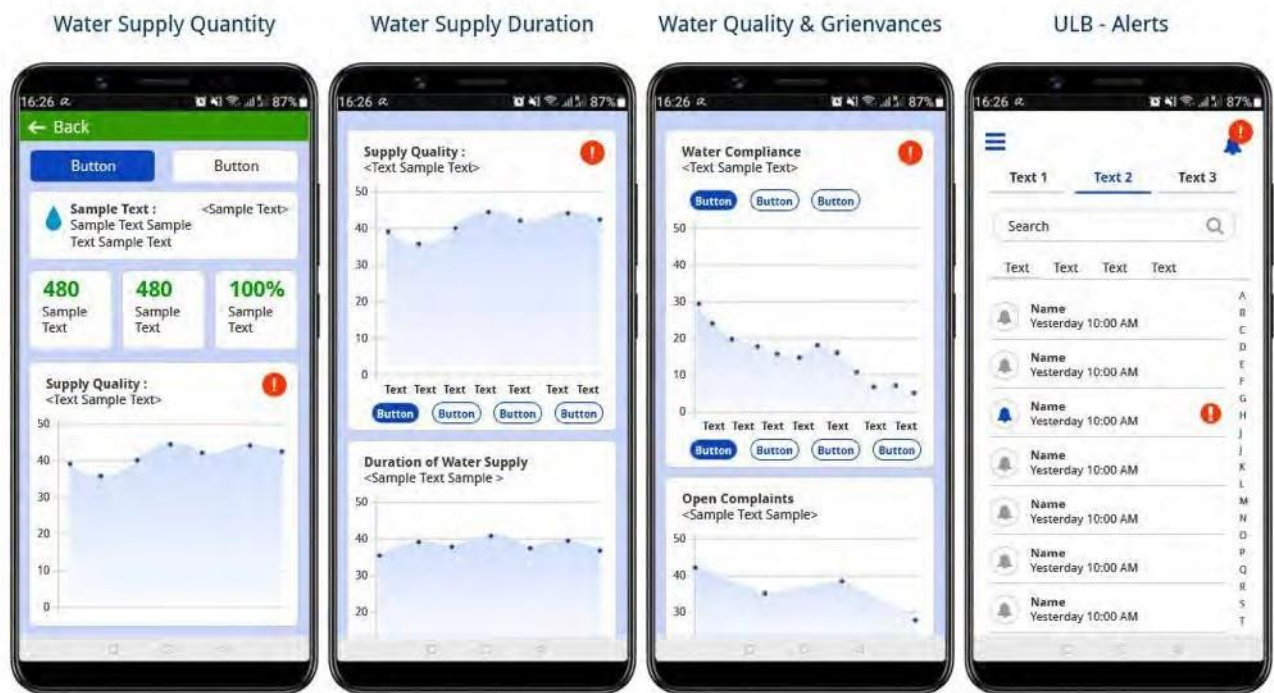 Water Supply Quantity
16:26
87%
← Back
Button Button
Sample Text : <Sample Text>
Sample Text Sample
Text Sample Text
480 480 100%
Sample Sample Sample
Text Text Text
Supply Quality :
<Text Sample Text>
50
40
30
20
10
0
Water Supply Duration
16:26
87%
Supply Quality :
<Text Sample Text>
50
40
30
20
10
0
Text Text Text Text Text Text Text
Button Button Button Button
Duration of Water Supply
<Sample Text Sample >
50
40
30
20
Water Quality & Grienvances
16:26
87%
Water Compliance
<Text Sample Text>
Button Button Button
50
40
30
20
10
0
Text Text Text Text Text Text Text
Button Button Button Button
Open Complaints
<Sample Text Sample>
50
40
30
ULB - Alerts
16:26
87%
Text 1 Text 2 Text 3
Search
Text Text Text Text
Name
Yesterday 10:00 AM
Name
Yesterday 10:00 AM
Name
Yesterday 10:00 AM
Name
Yesterday 10:00 AM
Name
Yesterday 10:00 AM
Name
Yesterday 10:00 AM
Name
Yesterday 10:00 AM
A
B
C
D
E
F
G
H
J
J
K
L
M
N
O
P
Q
R
S
T